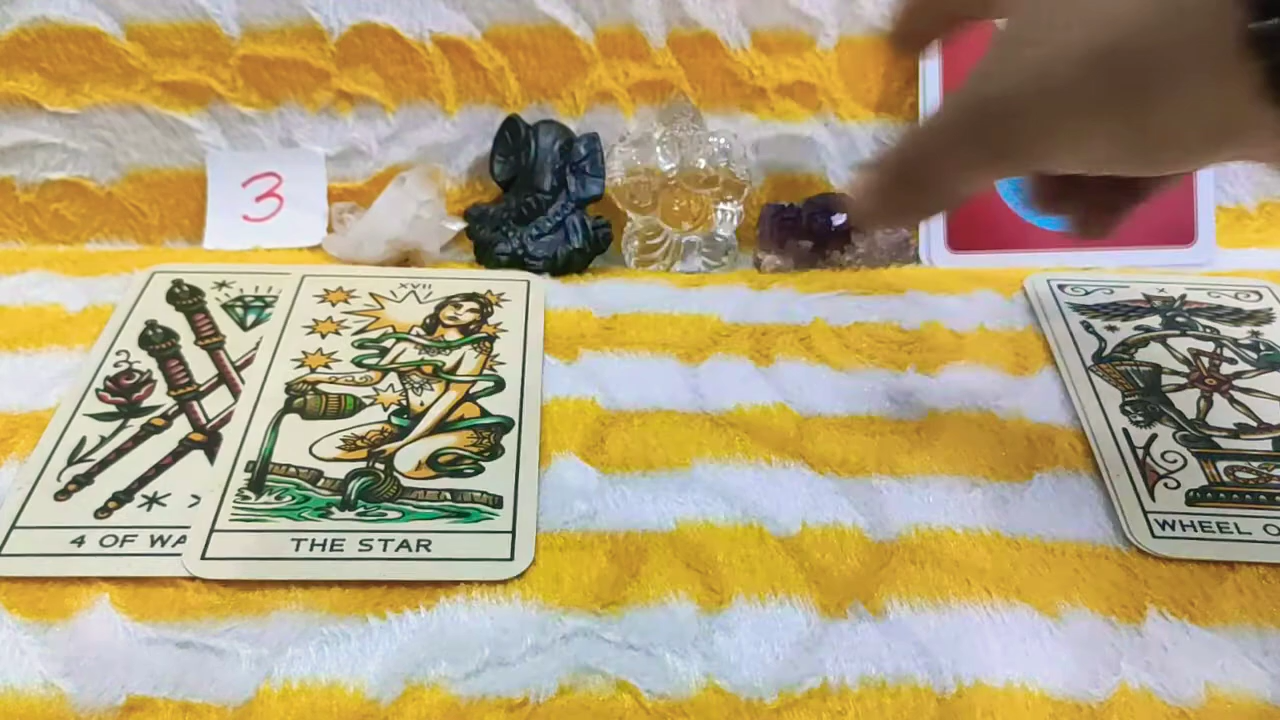 3
XVII
X
4 OF WA
THE STAR
WHEEL O